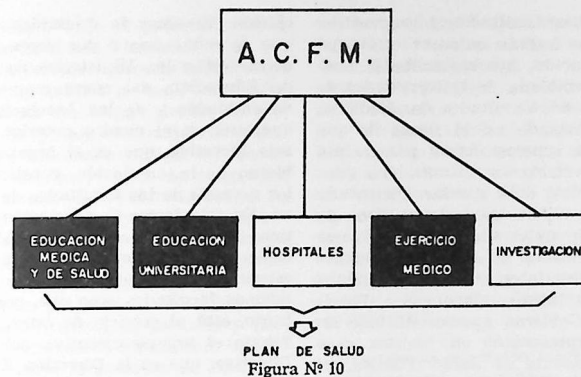 A. C. F. M.
EDUCACION
MEDICA
Y DE SALUD
EDUCACION
UNIVERSITARIA
HOSPITALES
EJERCICIO
MEDICO
INVESTIGACION
PLAN DE SALUD
Figura Nº 10